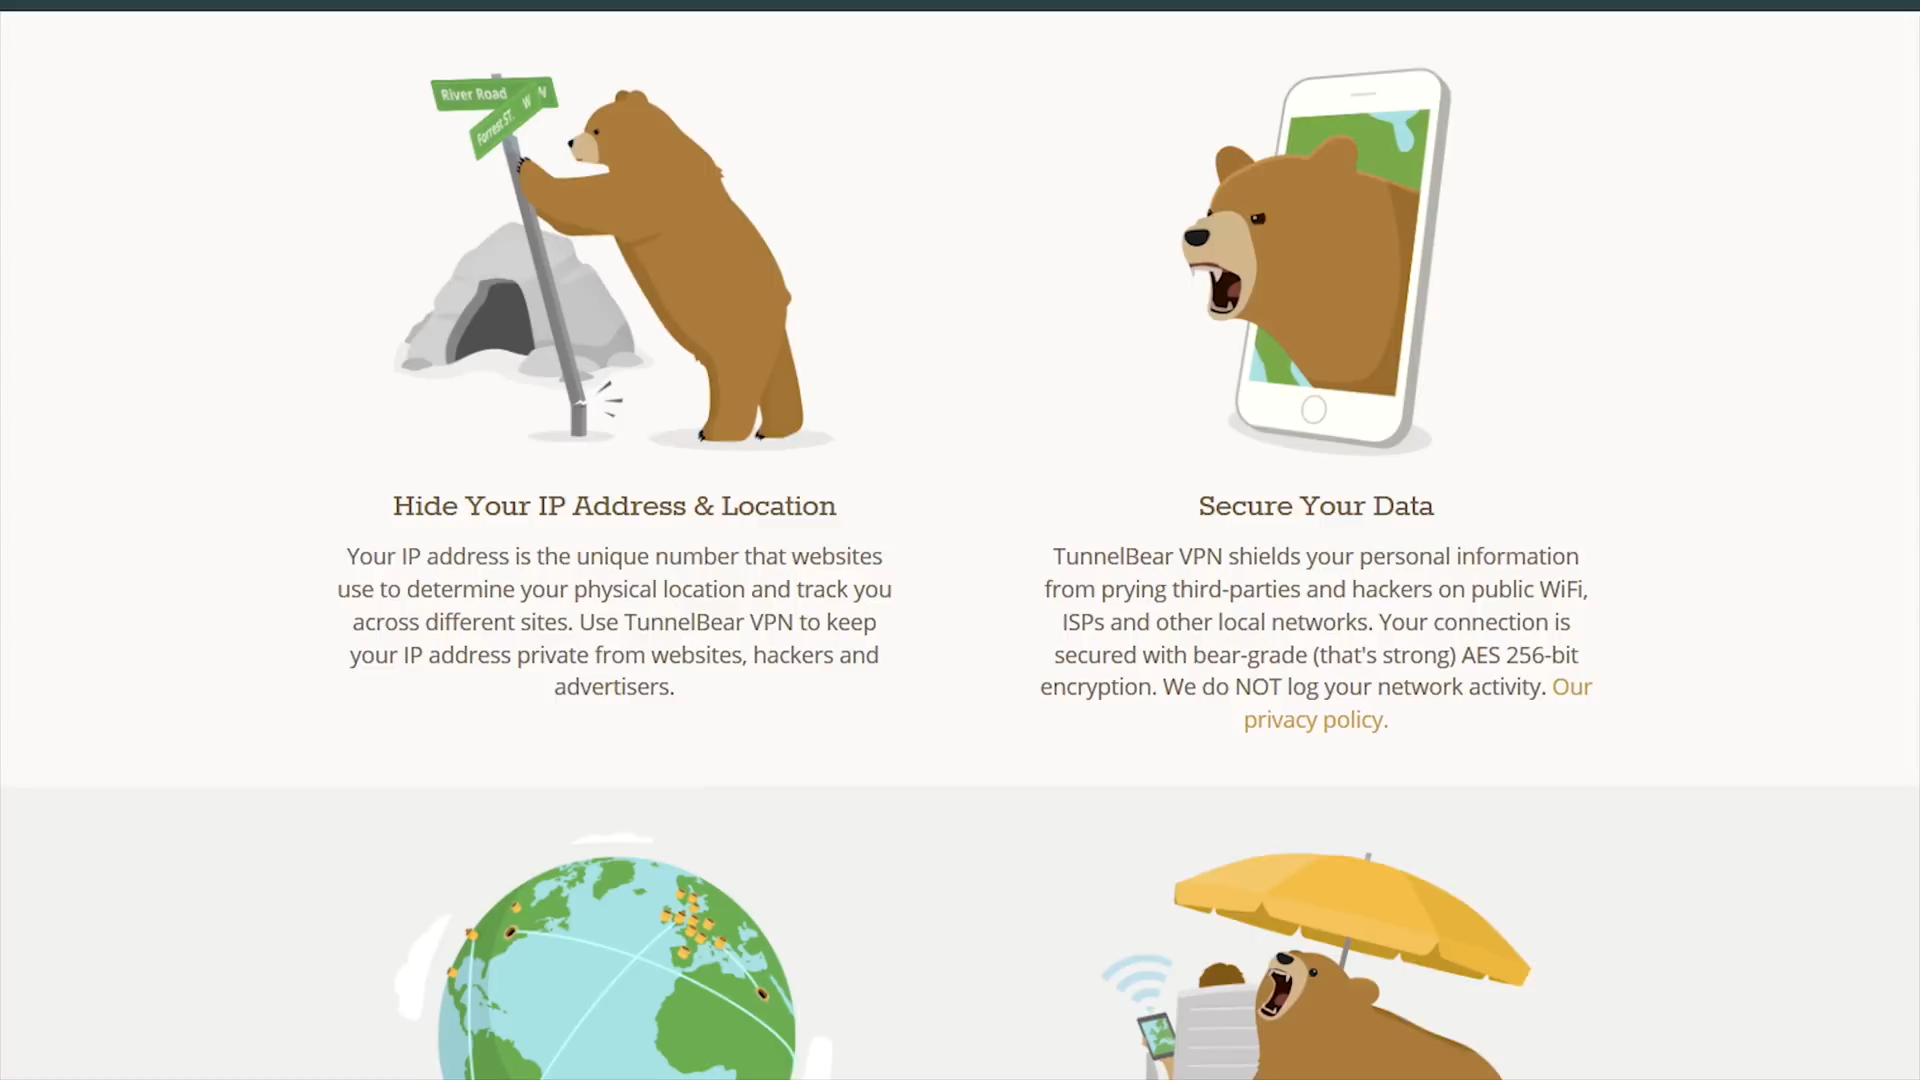 River Road
W N
Forrest ST.
Hide Your IP Address & Location
Your IP address is the unique number that websites
use to determine your physical location and track you
across different sites. Use TunnelBear VPN to keep
your IP address private from websites, hackers and
advertisers.
Secure Your Data
TunnelBear VPN shields your personal information
from prying third-parties and hackers on public WiFi,
ISPs and other local networks. Your connection is
secured with bear-grade (that's strong) AES 256-bit
encryption. We do NOT log your network activity. Our
privacy policy.